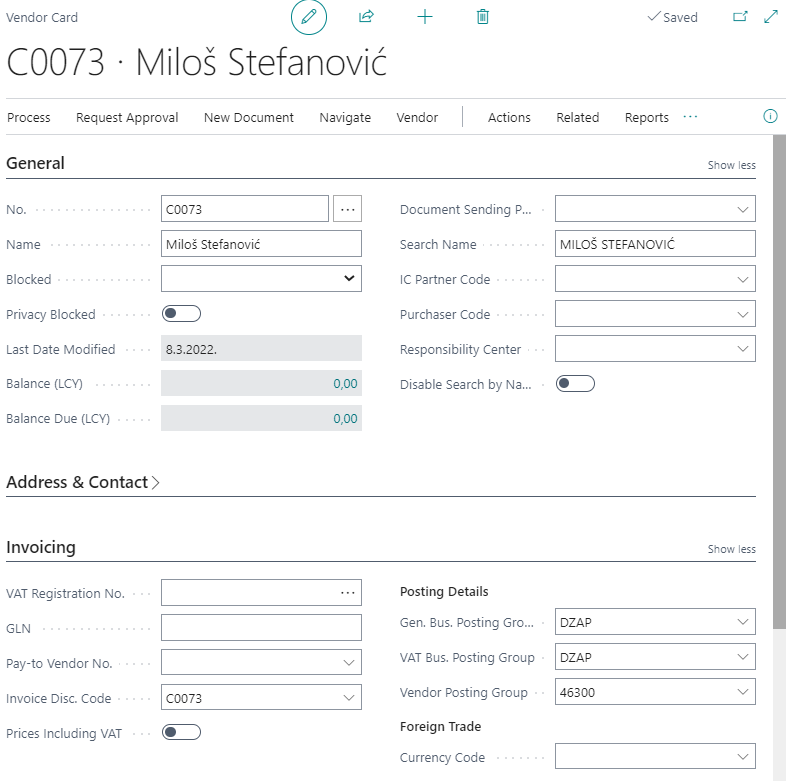 Vendor Card
Saved
C0073 · Miloš Stefanović
Process Request Approval New Document Navigate Vendor Actions Related Reports ···
General
Show less
No. C0073 ···
Name Miloš Stefanović
Blocked
Privacy Blocked
Last Date Modified 8.3.2022.
Balance (LCY) 0,00
Balance Due (LCY) 0,00
Document Sending P...
Search Name MILOŠ STEFANOVIĆ
IC Partner Code
Purchaser Code
Responsibility Center
Disable Search by Na...
Address & Contact
Invoicing
Show less
VAT Registration No. ···
GLN
Pay-to Vendor No.
Invoice Disc. Code C0073
Prices Including VAT
Posting Details
Gen. Bus. Posting Gro... DZAP
VAT Bus. Posting Group DZAP
Vendor Posting Group 46300
Foreign Trade
Currency Code